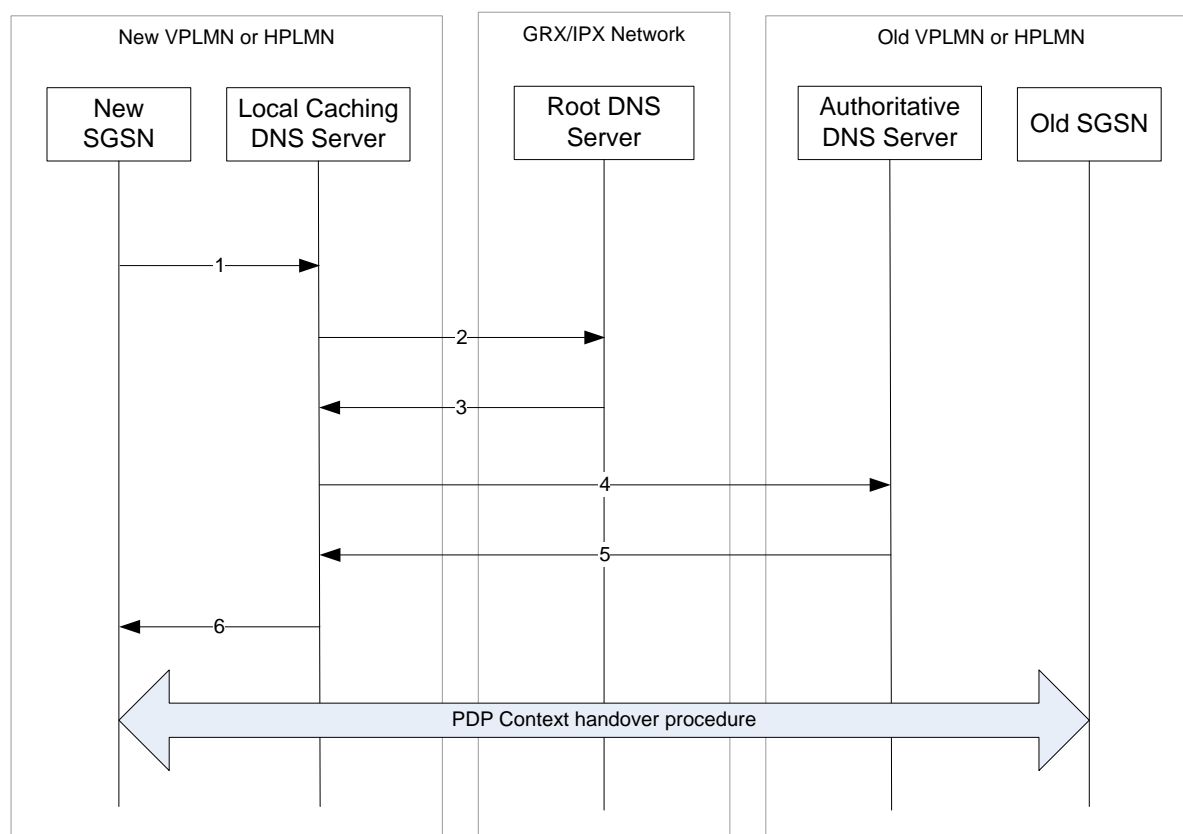 New VPLMN or HPLMN
GRX/IPX Network
Old VPLMN or HPLMN
New
SGSN
Local Caching
DNS Server
Root DNS
Server
Authoritative
DNS Server
Old SGSN
1
2
3
4
5
6
PDP Context handover procedure